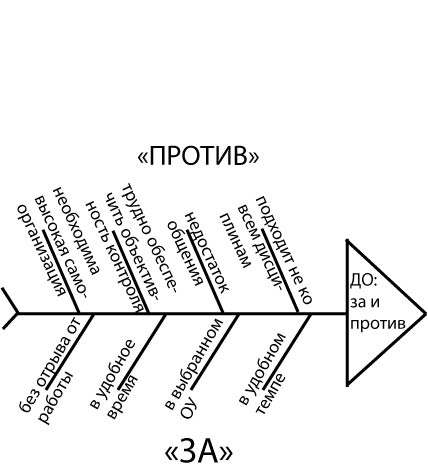 «ПРОТИВ»
необходима
высокая само-
организация
трудно обеспе-
чить объектив-
ность контроля
недостаток
общения
подходит не ко
всем дисци-
плинам
ДО:
за и
против
без отрыва от
работы
в удобное
время
в выбранном
ОУ
в удобном
темпе
«ЗА»